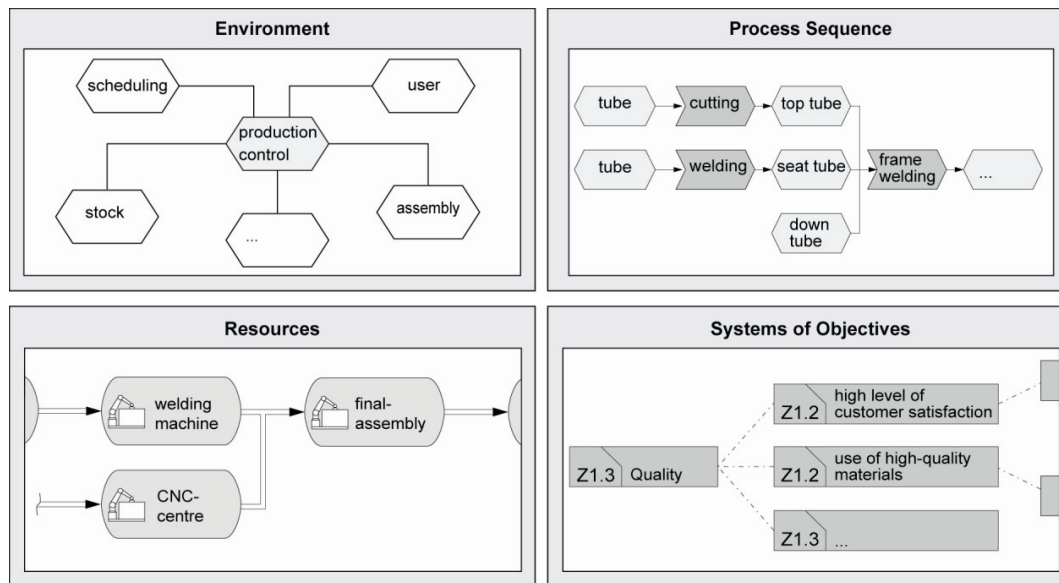 Environment
scheduling
user
production
control
stock
assembly
...
Process Sequence
tube
cutting
top tube
tube
welding
seat tube
frame
welding
...
down
tube
Resources
welding
machine
final-
assembly
CNC-
centre
Systems of Objectives
Z1.3 Quality
Z1.2
high level of
customer satisfaction
Z1.2
use of high-quality
materials
Z1.3 ...